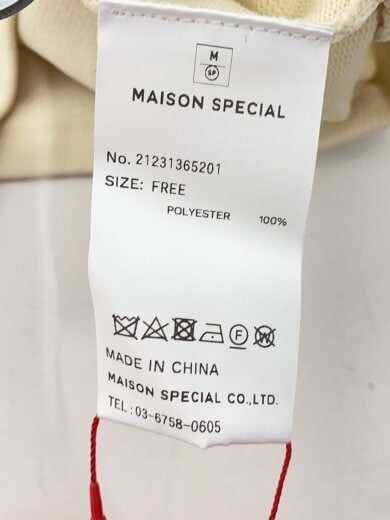 M
SP
MAISON SPECIAL
No. 21231365201
SIZE: FREE
POLYESTER 100%
P W
MADE IN CHINA
MAISON SPECIAL CO.,LTD.
TEL:03-6758-0605